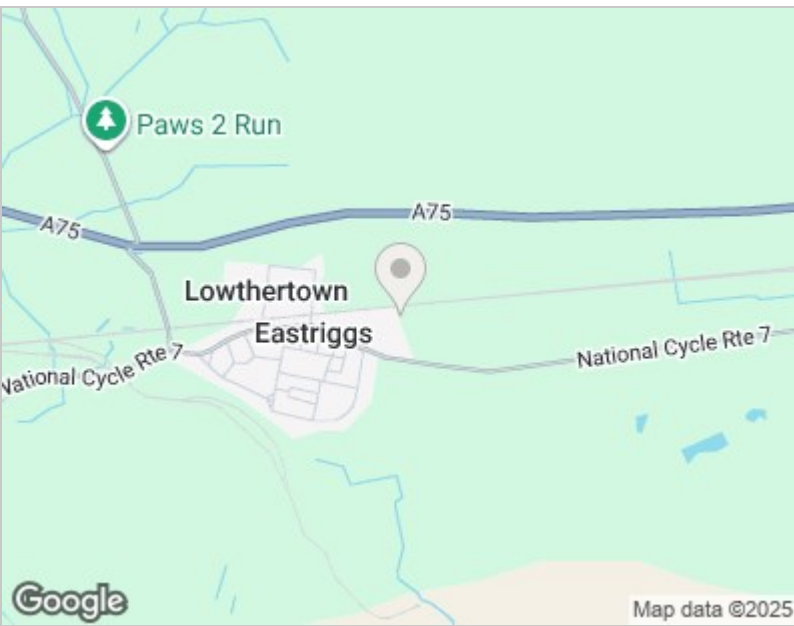 Paws 2 Run
A75
A75
Lowthertown
Eastriggs
National Cycle Rte 7
National Cycle Rte 7
Google
Map data ©2025